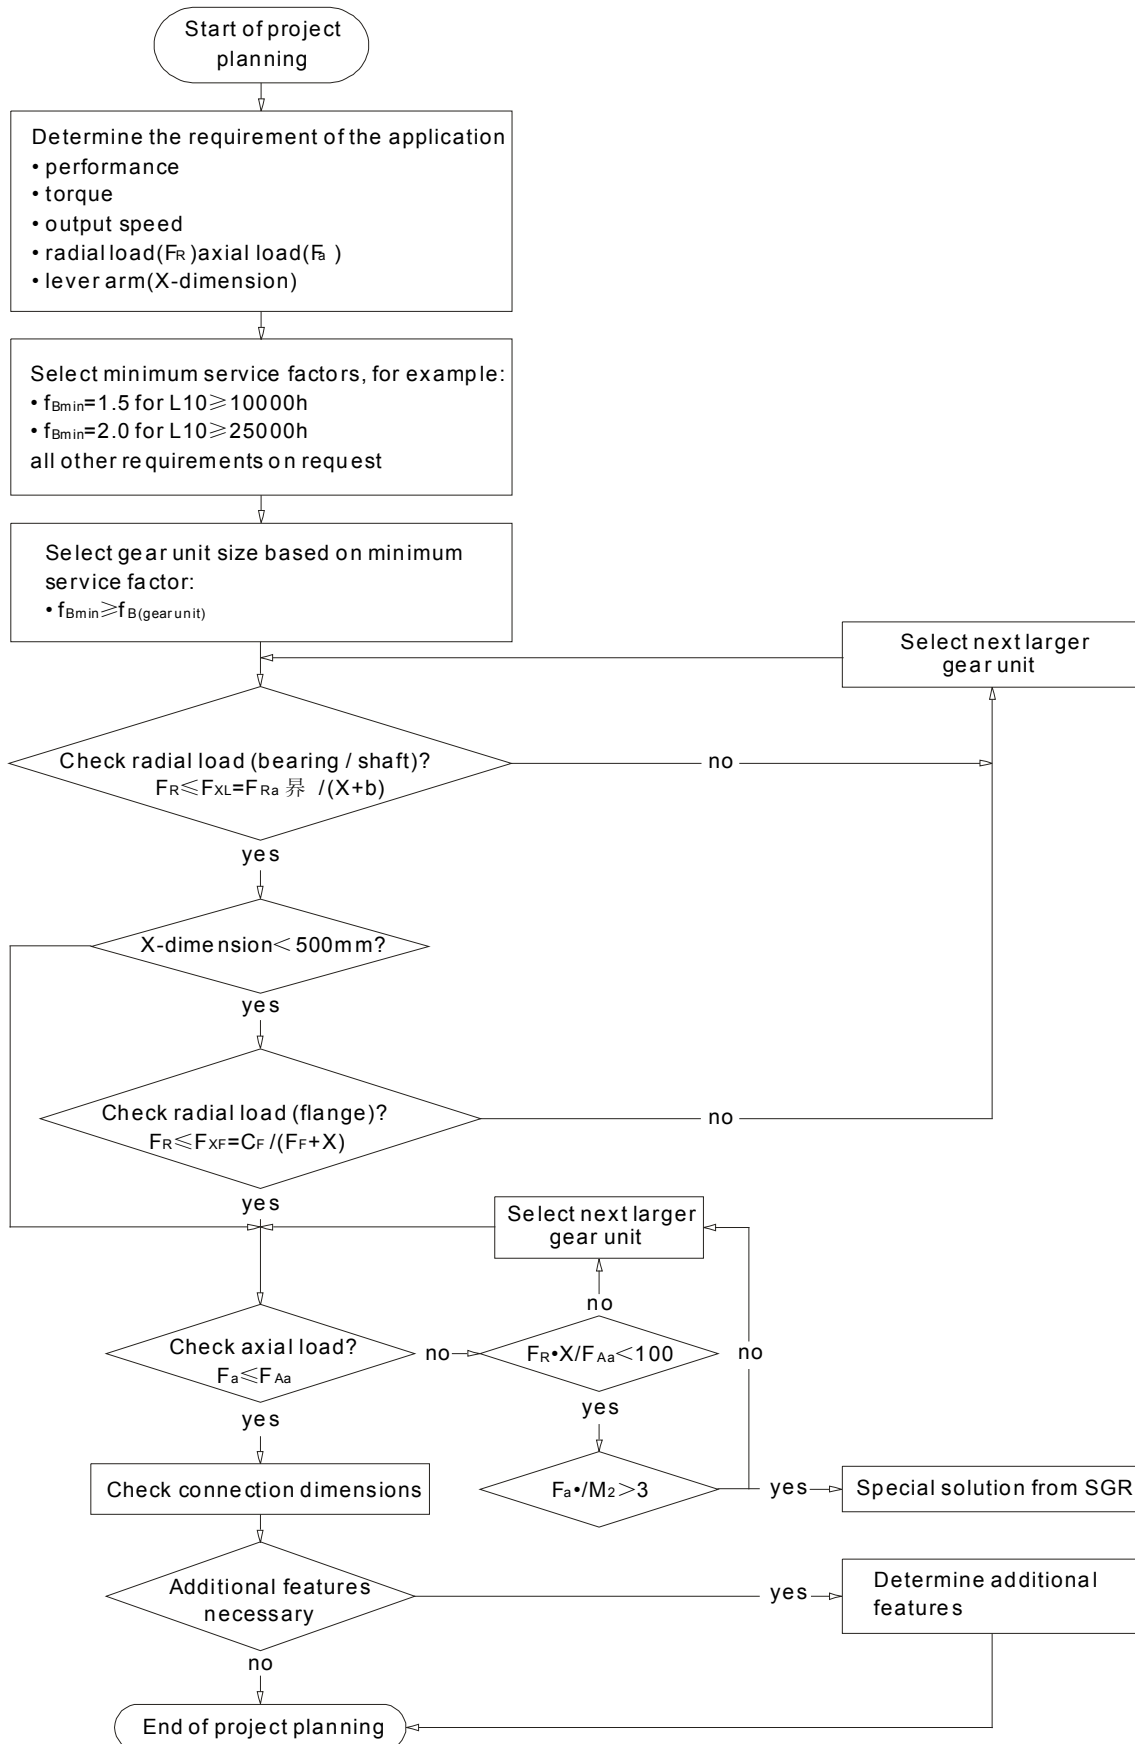 Start of project
planning
Determine the requirement of the application
• performance
• torque
• output speed
• radial load(FR)axial load(Fa )
• lever arm(X-dimension)
Select minimum service factors, for example:
• fBmin=1.5 for L10≥10000h
• fBmin=2.0 for L10≥25000h
all other requirements on request
Select gear unit size based on minimum
service factor:
• fBmin≥fB(gear unit)
Select next larger
gear unit
Check radial load (bearing / shaft)?
FR≤FXL=FRa 昇 /(X+b)
no
yes
X-dimension<500mm?
yes
Check radial load (flange)?
FR≤FXF=CF/(FF+X)
no
yes
Select next larger
gear unit
no
Check axial load?
Fa≤FAa
no
FR•X/FAa<100
no
yes
yes
Check connection dimensions
Fa•/M2>3
yes
Special solution from SGR
Additional features
necessary
yes
Determine additional
features
no
End of project planning